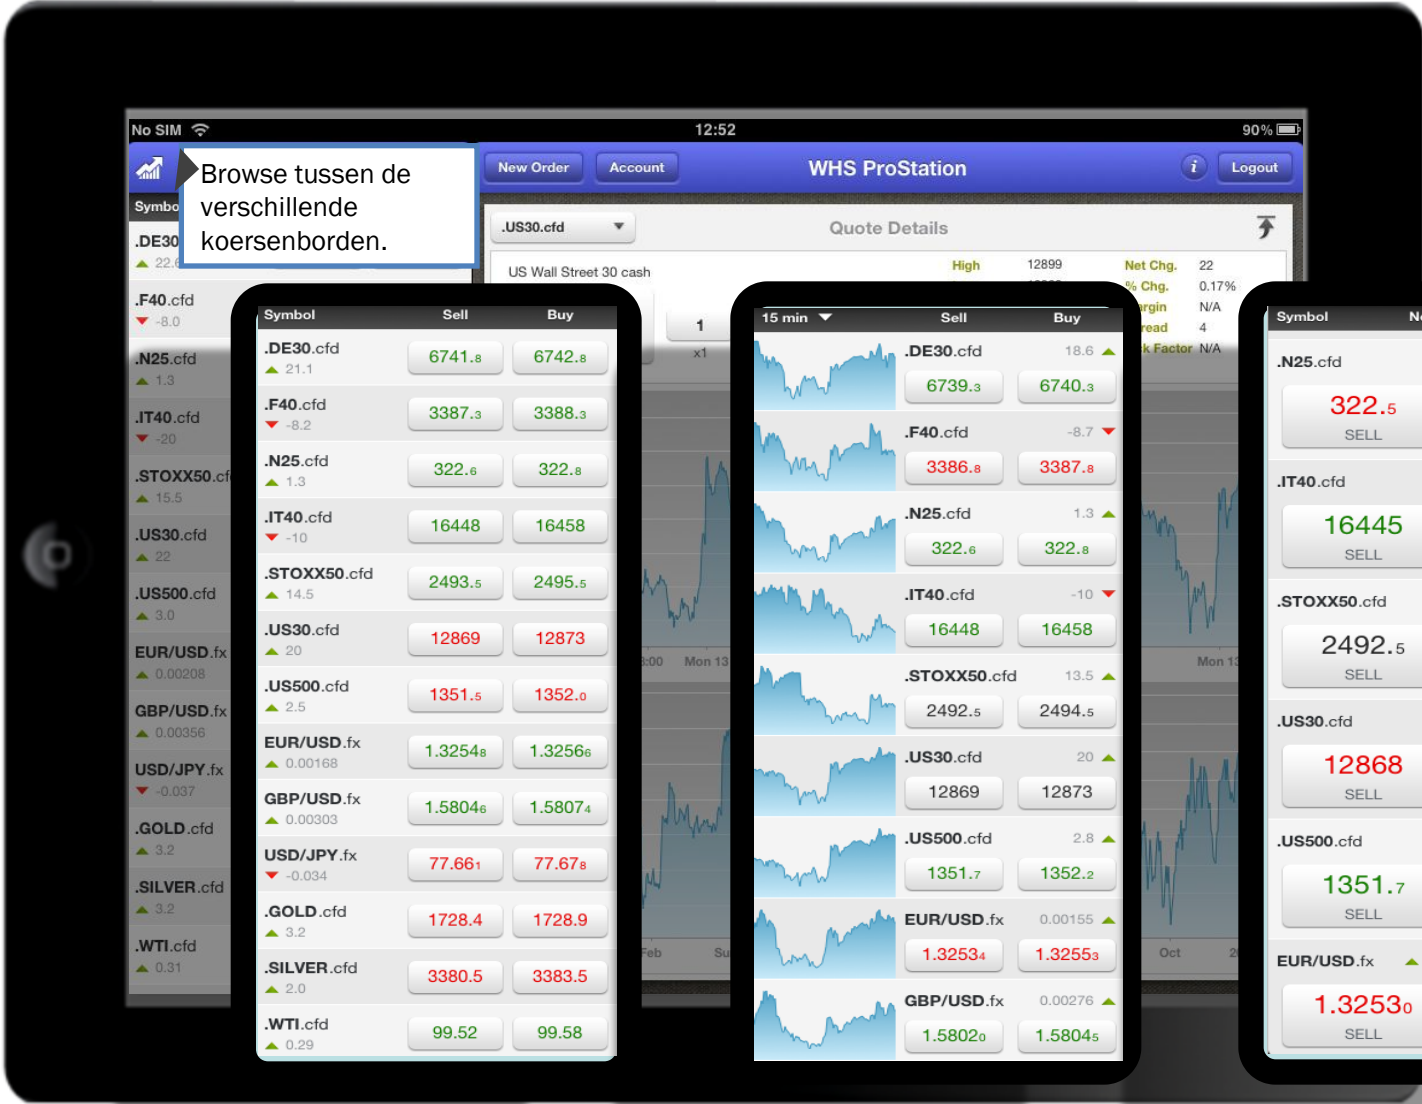 No SIM
12:52
90%
Browse tussen de
verschillende
koersenborden.
New Order
Account
WHS ProStation
i
Logout
Symbo
.DE30
22.
.F40.cfd
-8.0
.N25.cfd
1.3
.IT40.cfd
-20
.STOXX50.cf
15.5
.US30.cfd
22
.US500.cfd
3.0
EUR/USD.fx
0.00208
GBP/USD.fx
0.00356
USD/JPY.fx
-0.037
.GOLD.cfd
3.2
.SILVER.cfd
3.2
.WTI.cfd
0.31
.US30.cfd
Quote Details
US Wall Street 30 cash
High 12899
Net Chg. 22
% Chg. 0.17%
rgin N/A
read 4
k Factor N/A
1
x1
:00 Mon 13
Mon 13
Feb Su
Oct 2
Symbol Sell Buy
.DE30.cfd 6741.8 6742.8
21.1
.F40.cfd 3387.3 3388.3
-8.2
.N25.cfd 322.6 322.8
1.3
.IT40.cfd 16448 16458
-10
.STOXX50.cfd 2493.5 2495.5
14.5
.US30.cfd 12869 12873
20
.US500.cfd 1351.5 1352.0
2.5
EUR/USD.fx 1.32548 1.32566
0.00168
GBP/USD.fx 1.58046 1.58074
0.00303
USD/JPY.fx 77.661 77.678
-0.034
.GOLD.cfd 1728.4 1728.9
3.2
.SILVER.cfd 3380.5 3383.5
2.0
.WTI.cfd 99.52 99.58
0.29
15 min Sell Buy
.DE30.cfd 18.6
6739.3 6740.3
.F40.cfd -8.7
3386.8 3387.8
.N25.cfd 1.3
322.6 322.8
.IT40.cfd -10
16448 16458
.STOXX50.cfd 13.5
2492.5 2494.5
.US30.cfd 20
12869 12873
.US500.cfd 2.8
1351.7 1352.2
EUR/USD.fx 0.00155
1.32534 1.32553
GBP/USD.fx 0.00276
1.58020 1.58045
Symbol Ne
.N25.cfd
322.5
SELL
.IT40.cfd
16445
SELL
.STOXX50.cfd
2492.5
SELL
.US30.cfd
12868
SELL
.US500.cfd
1351.7
SELL
EUR/USD.fx
1.32530
SELL